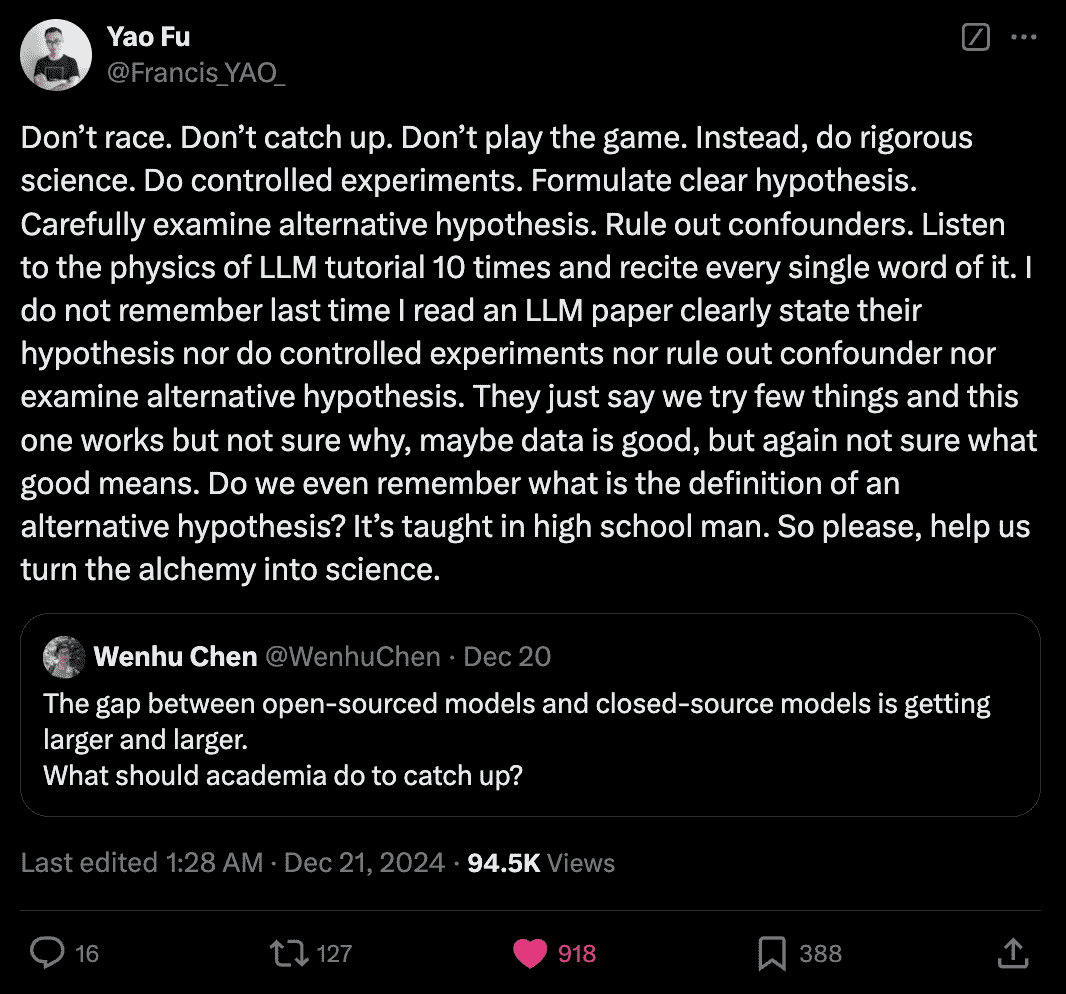 Yao Fu
@Francis_YAO_
Don’t race. Don’t catch up. Don’t play the game. Instead, do rigorous
science. Do controlled experiments. Formulate clear hypothesis.
Carefully examine alternative hypothesis. Rule out confounders. Listen
to the physics of LLM tutorial 10 times and recite every single word of it. I
do not remember last time I read an LLM paper clearly state their
hypothesis nor do controlled experiments nor rule out confounder nor
examine alternative hypothesis. They just say we try few things and this
one works but not sure why, maybe data is good, but again not sure what
good means. Do we even remember what is the definition of an
alternative hypothesis? It’s taught in high school man. So please, help us
turn the alchemy into science.
Wenhu Chen @WenhuChen · Dec 20
The gap between open-sourced models and closed-source models is getting
larger and larger.
What should academia do to catch up?
Last edited 1:28 AM · Dec 21, 2024 · 94.5K Views
16 127 918 388